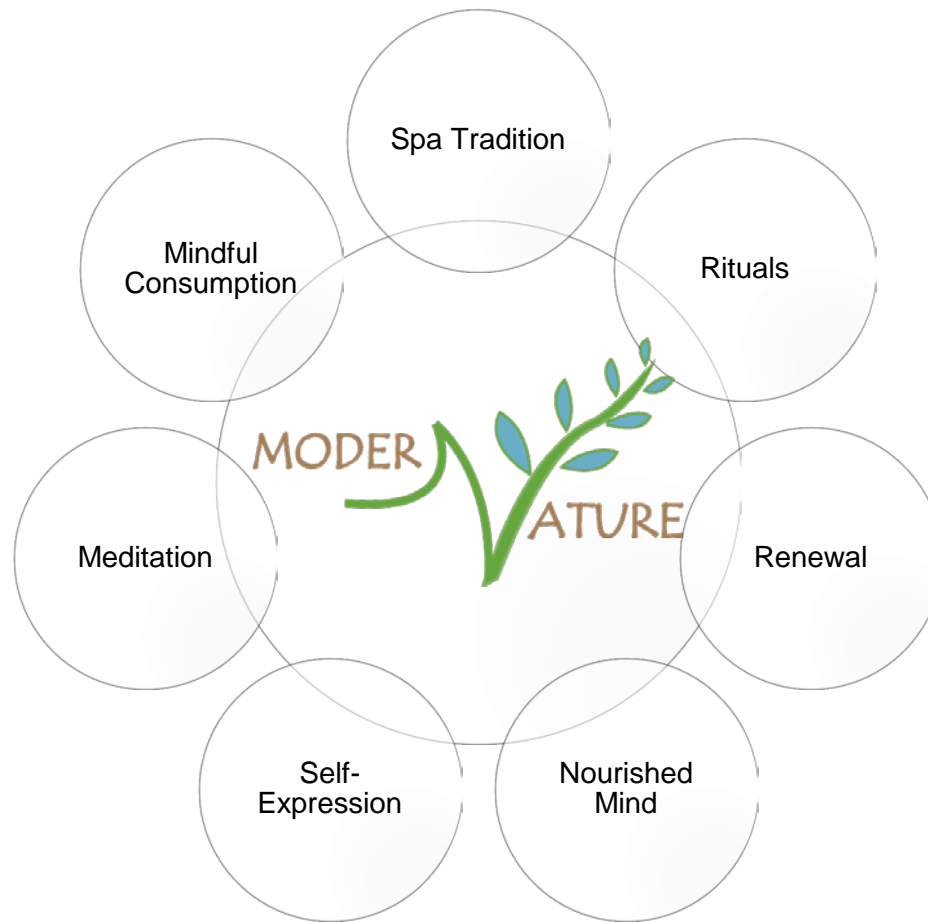 Spa Tradition
Rituals
Renewal
Nourished
Mind
Self-
Expression
Meditation
Mindful
Consumption
MODER
ATURE